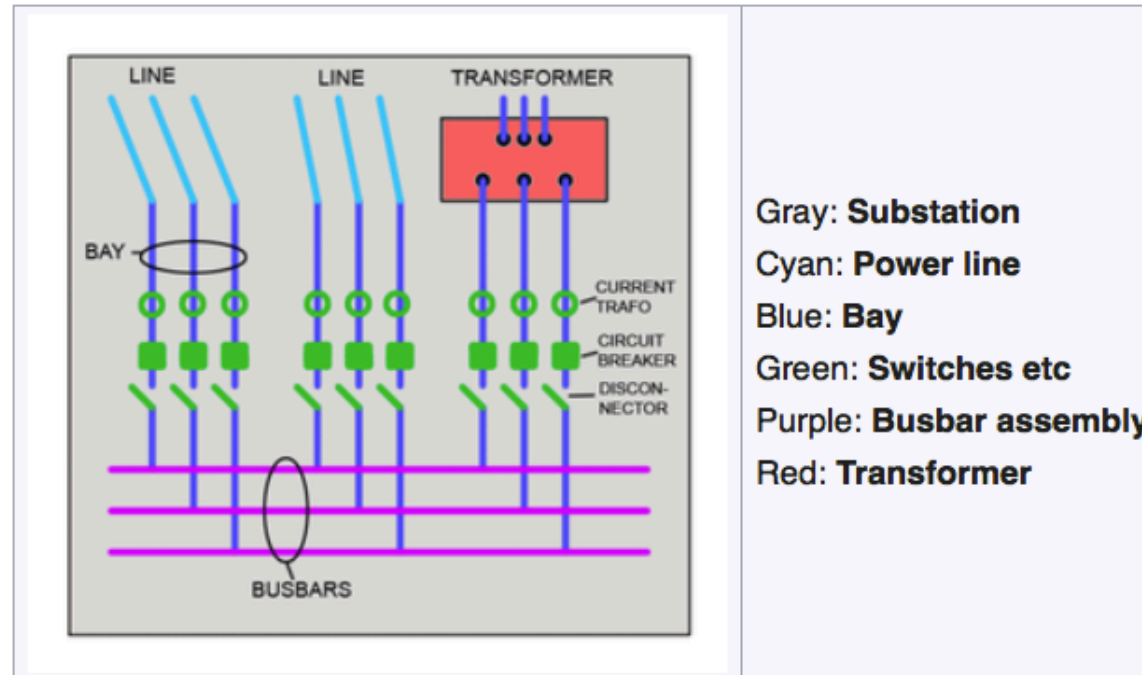 LINE
LINE
TRANSFORMER
BAY
CURRENT
TRAFO
CIRCUIT
BREAKER
DISCON-
NECTOR
BUSBARS
Gray: Substation
Cyan: Power line
Blue: Bay
Green: Switches etc
Purple: Busbar assembly
Red: Transformer